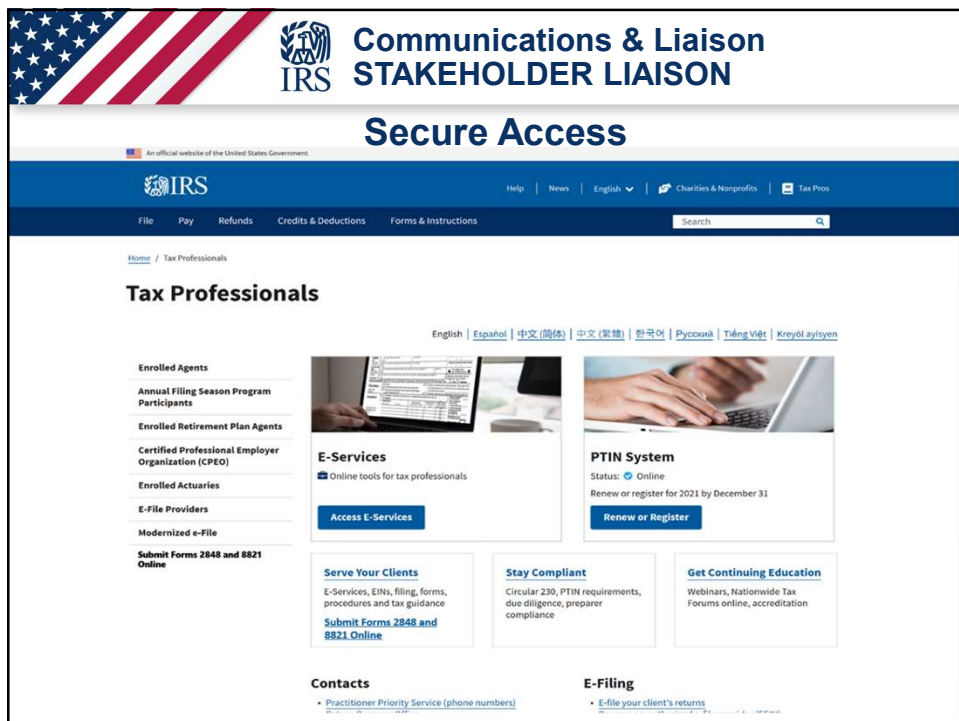 IRS
Communications & Liaison
STAKEHOLDER LIAISON
Secure Access
An official website of the United States Government
IRS
Help | News | English | Charities & Nonprofits | Tax Pros
File Pay Refunds Credits & Deductions Forms & Instructions Search
Home / Tax Professionals
Tax Professionals
English | Español | 中文 (简体) | 中文 (繁體) | 한국어 | Русский | Tiếng Việt | Kreyòl ayisyen
Enrolled Agents
Annual Filing Season Program
Participants
Enrolled Retirement Plan Agents
Certified Professional Employer
Organization (CPEO)
Enrolled Actuaries
E-File Providers
Modernized e-File
Submit Forms 2848 and 8821
Online
E-Services
Online tools for tax professionals
Access E-Services
PTIN System
Status: Online
Renew or register for 2021 by December 31
Renew or Register
Serve Your Clients
E-Services, EINs, filing, forms,
procedures and tax guidance
Submit Forms 2848 and
8821 Online
Stay Compliant
Circular 230, PTIN requirements,
due diligence, preparer
compliance
Get Continuing Education
Webinars, Nationwide Tax
Forums online, accreditation
Contacts
• Practitioner Priority Service (phone numbers)
E-Filing
• E-file your client's returns